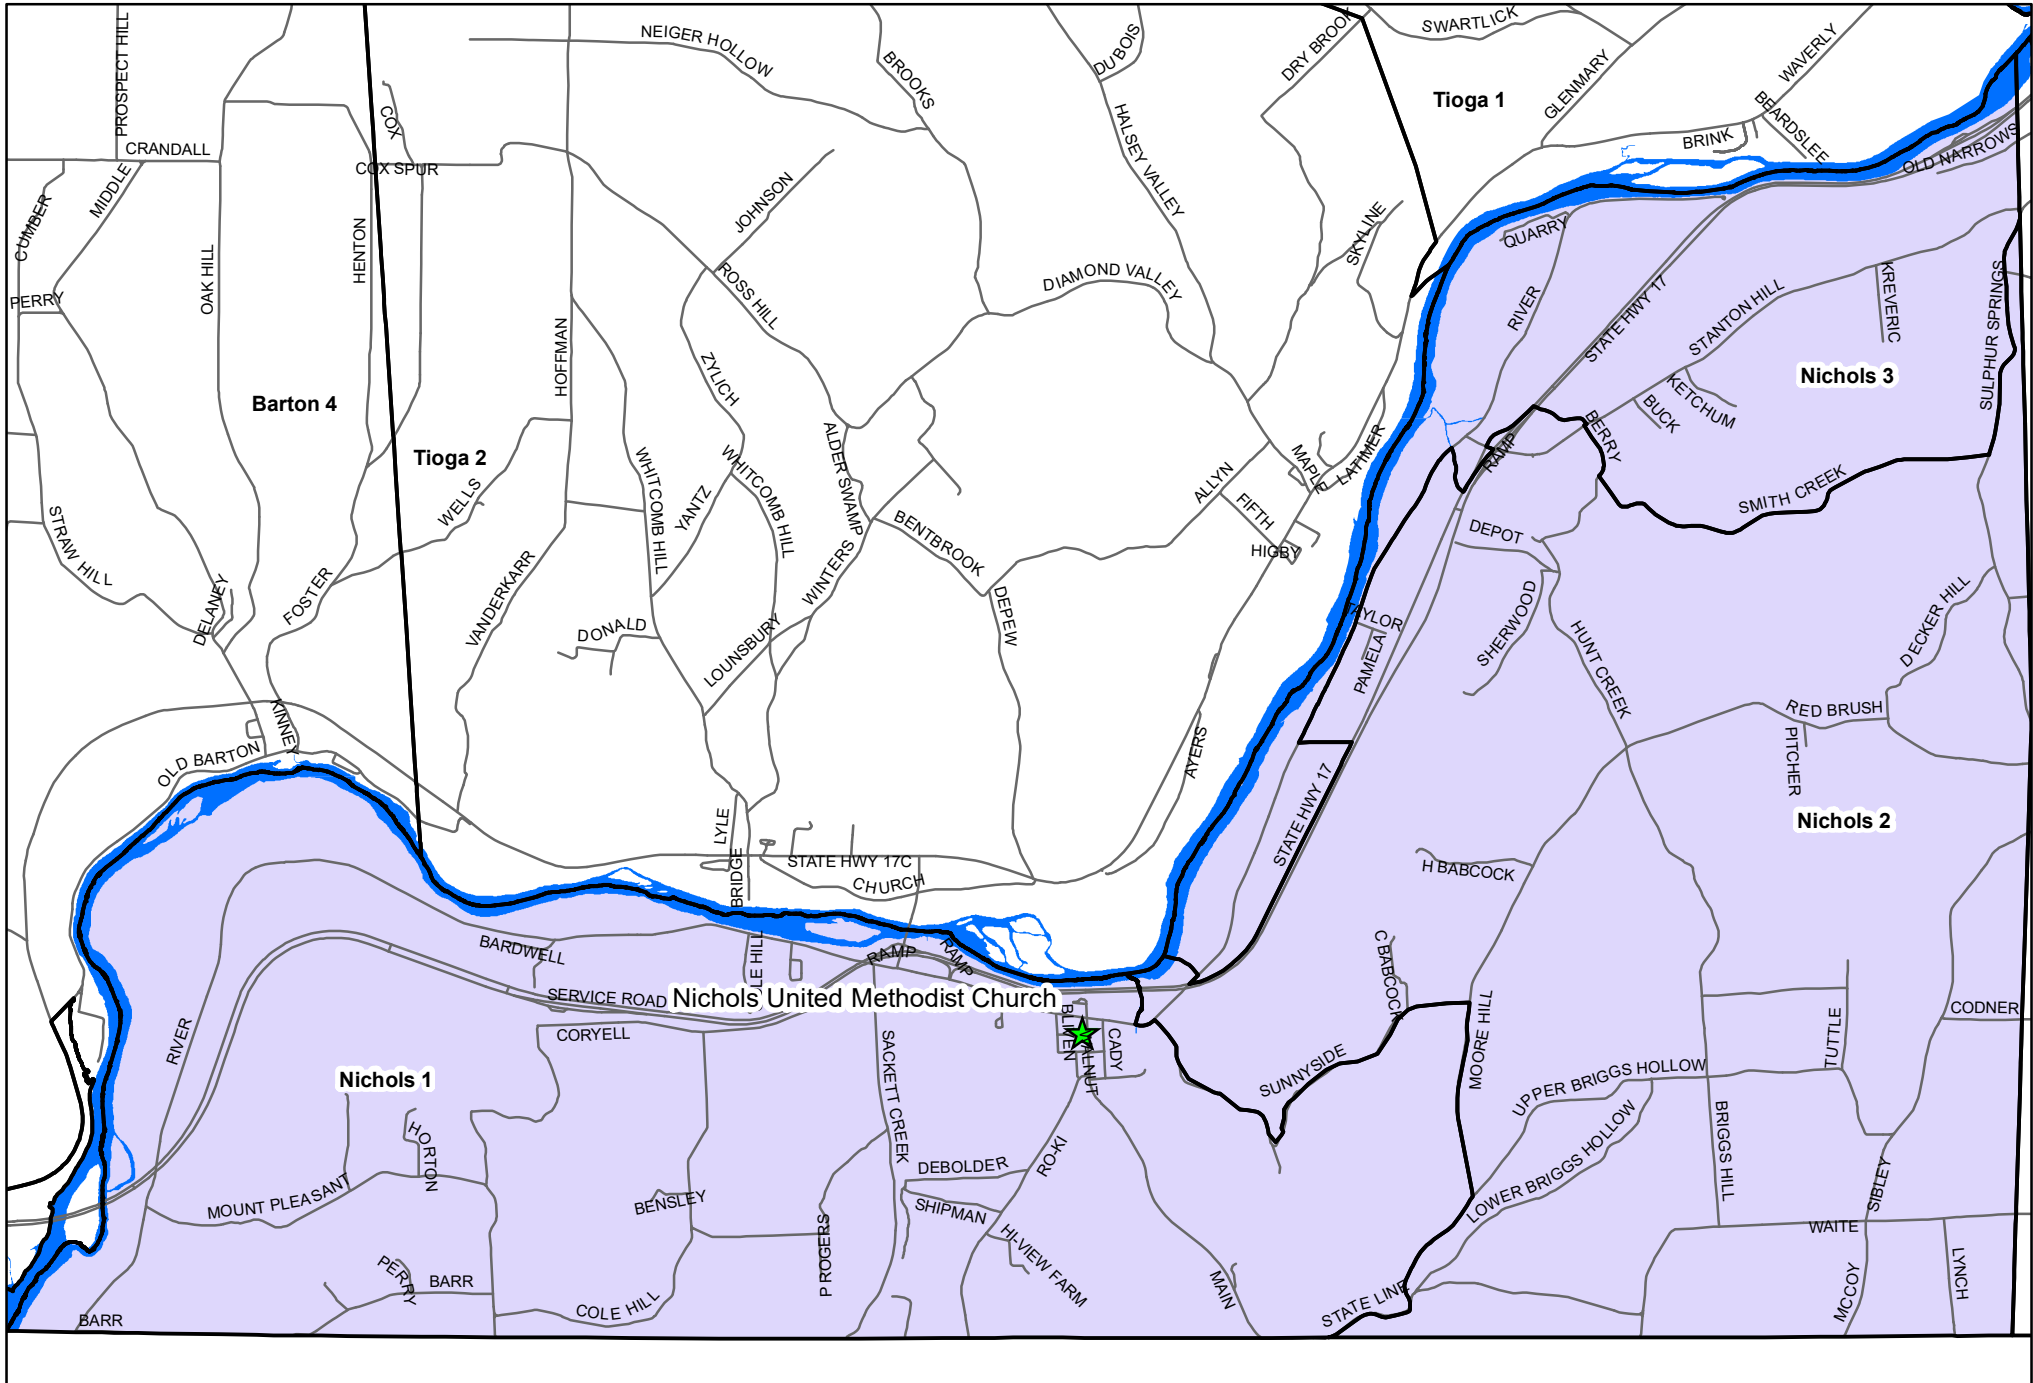 SWARTLICK
NEIGER HOLLOW
DUBOIS
DRY BROOK
WAVERLY
PROSPECT HILL
BROOKS
Tioga 1
GLENMARY
BEARDSLEE
COX
HALSEY VALLEY
BRINK
CRANDALL
OLD NARROWS
COX SPUR
MIDDLE
CUMBER
JOHNSON
SKYLINE
QUARRY
HENTON
OAK HILL
ROSS HILL
DIAMOND VALLEY
PERRY
RIVER
STATE HWY 17
STANTON HILL
KREVERIC
SULPHUR SPRINGS
HOFFMAN
ZYLICH
Nichols 3
Barton 4
KETCHUM
BUCK
BERRY
Tioga 2
ALDER SWAMP
MAPLE
LATIMER
RAMP
WHITCOMB HILL
WHITCOMB HILL
YANTZ
ALLYN
WELLS
SMITH CREEK
FIFTH
STRAW HILL
BENTBROOK
DEPOT
HIGBY
VANDERKARR
WINTERS
FOSTER
DELANEY
DEPEW
TAYLOR
SHERWOOD
DECKER HILL
DONALD
LOUNSBURY
PAMELA
HUNT CREEK
KINNEY
RED BRUSH
PITCHER
OLD BARTON
AYERS
STATE HWY 17
LYLE
Nichols 2
BRIDGE
STATE HWY 17C
CHURCH
H BABCOCK
BARDWELL
RAMP
RAMP
C BABCOCK
SERVICE ROAD
Nichols United Methodist Church
CODNER
CORYELL
RIVER
SACKETT CREEK
CADY
MOORE HILL
TUTTLE
Nichols 1
SUNNYSIDE
UPPER BRIGGS HOLLOW
LOWER BRIGGS HOLLOW
BRIGGS HILL
HORTON
RO-KI
DEBOLDER
SIBLEY
MOUNT PLEASANT
BENSLEY
SHIPMAN
P ROGERS
HI-VIEW FARM
WAITE
LYNCH
MCCOY
PERRY
BARR
COLE HILL
MAIN
STATE LINE
BARR